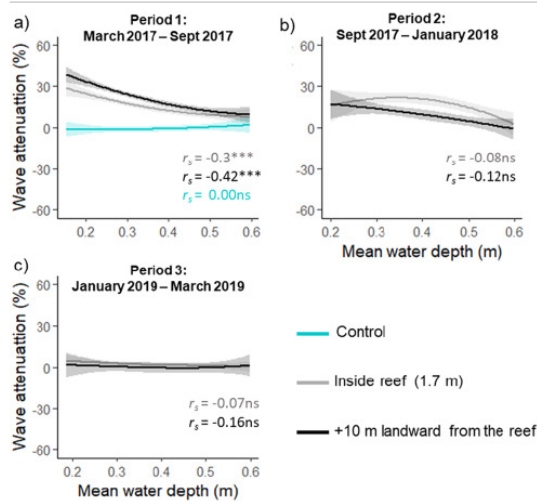 a)
Period 1:
March 2017 – Sept 2017
Wave attenuation (%)
60
30
0
-30
-60
rs = -0.3***
rs = -0.42***
rs = 0.00ns
0.2 0.3 0.4 0.5 0.6
b)
Period 2:
Sept 2017 – January 2018
Wave attenuation (%)
60
30
0
-30
-60
rs = -0.08ns
rs = -0.12ns
0.2 0.3 0.4 0.5 0.6
Mean water depth (m)
c)
Period 3:
January 2019 – March 2019
Wave attenuation (%)
60
30
0
-30
-60
rs = -0.07ns
rs = -0.16ns
0.2 0.3 0.4 0.5 0.6
Mean water depth (m)
Control
Inside reef (1.7 m)
+10 m landward from the reef